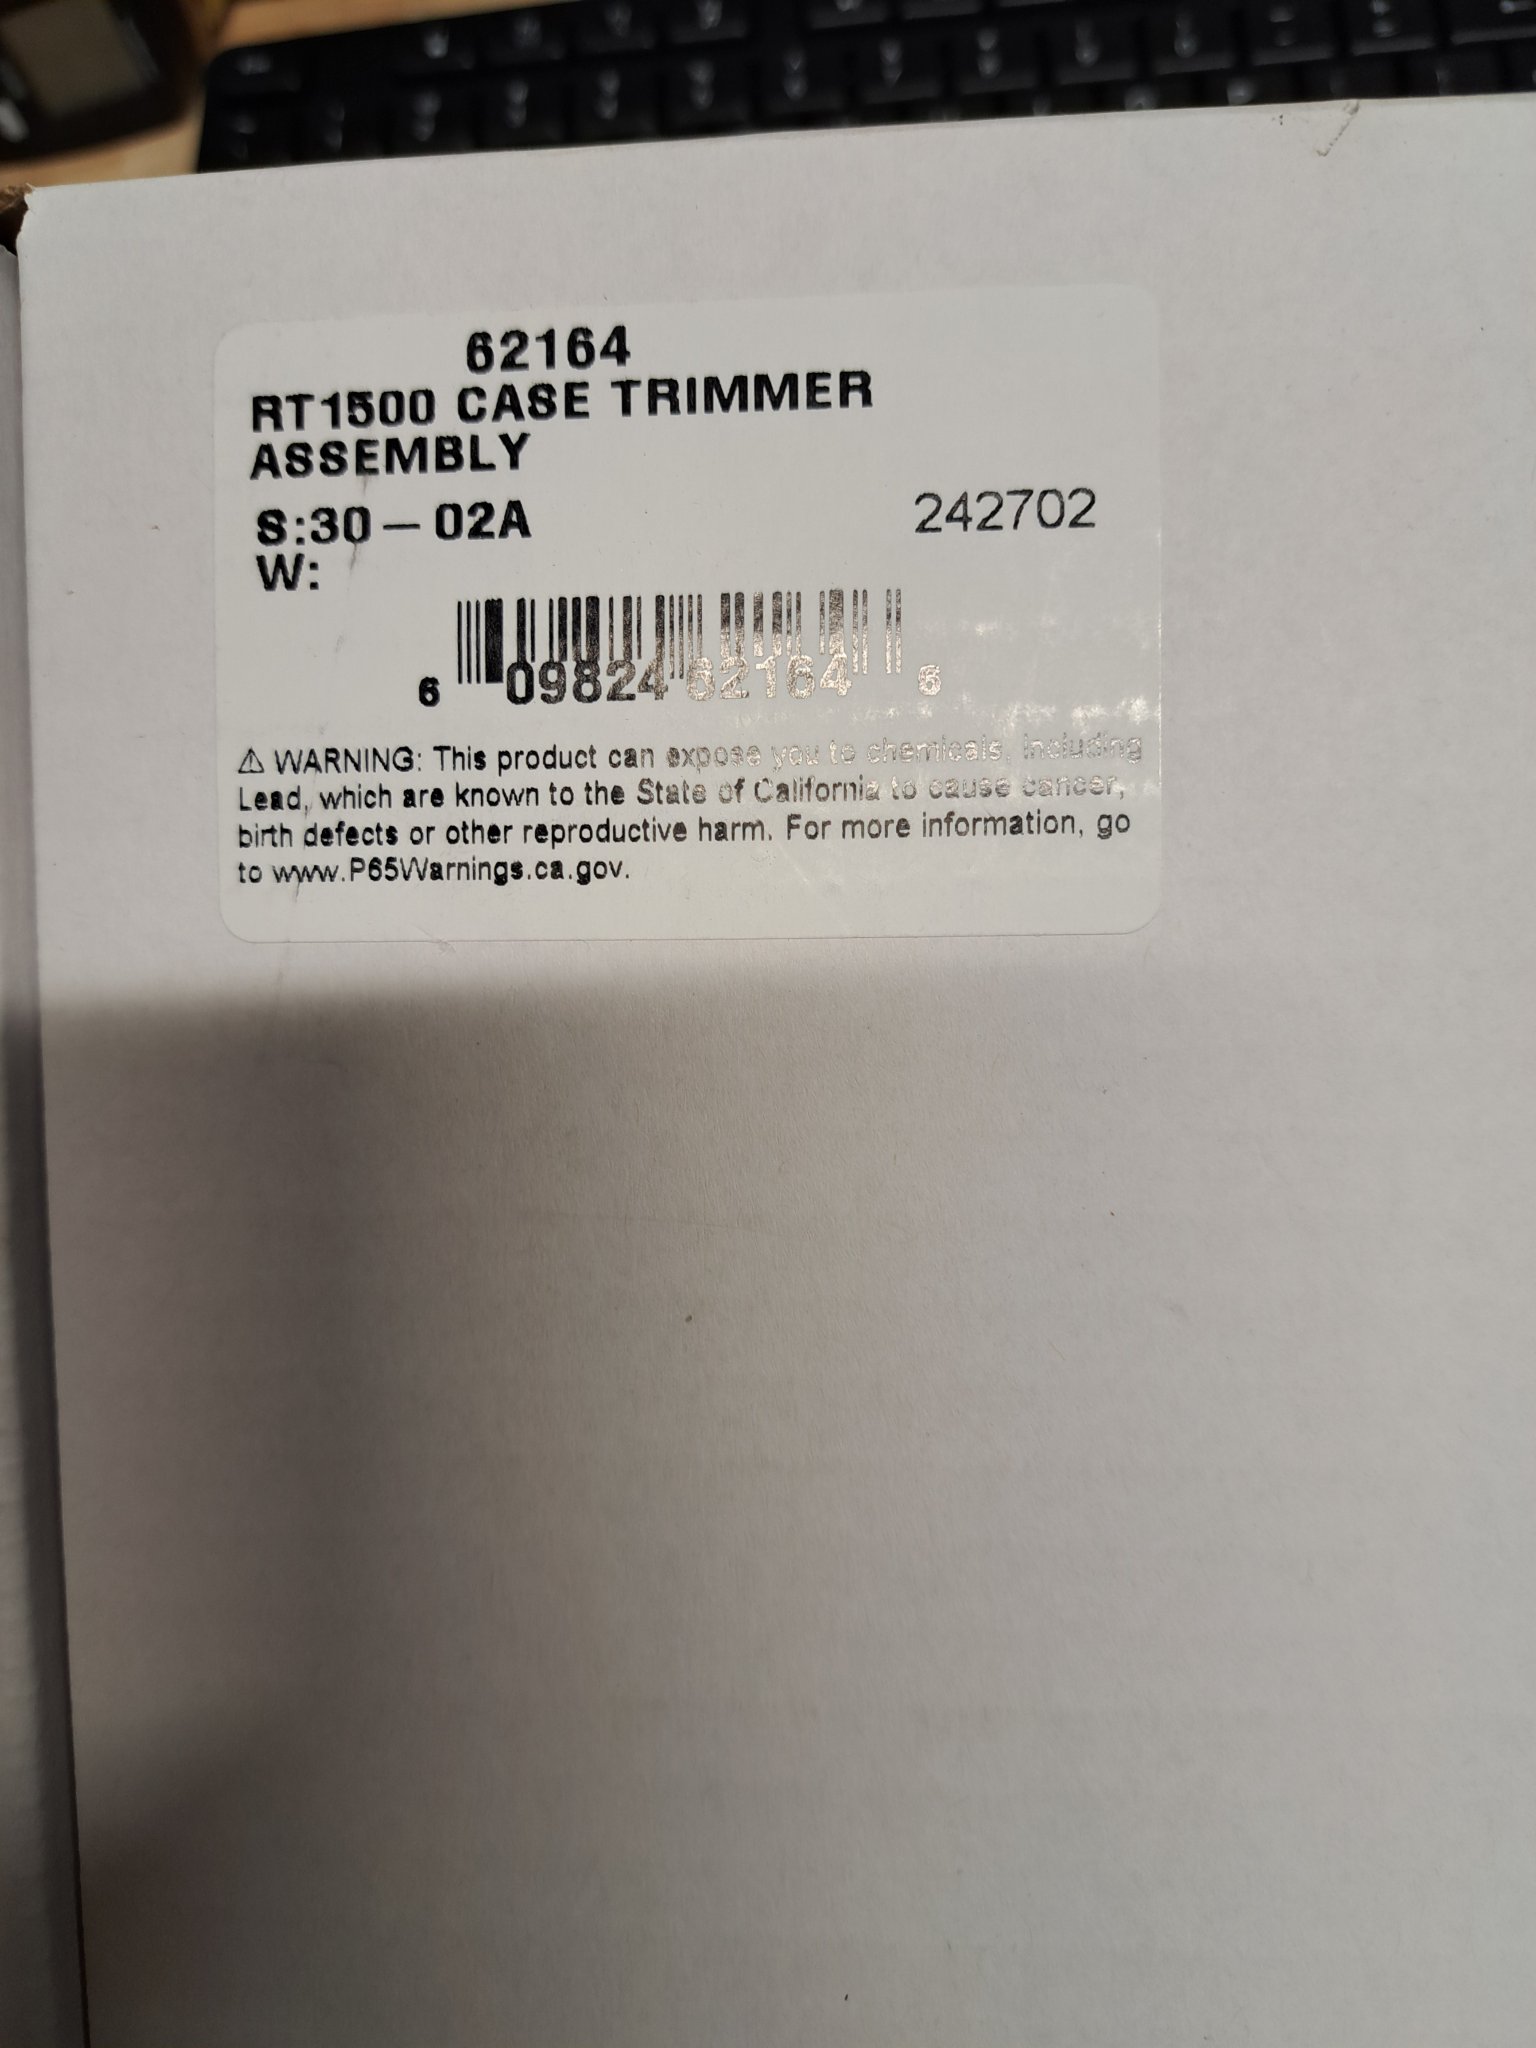 62164
RT1500 CASE TRIMMER
ASSEMBLY
S:30 – 02A
242702
W:
6 09824 62164 6
⚠ WARNING: This product can expose you to chemicals, including
Lead, which are known to the State of California to cause cancer,
birth defects or other reproductive harm. For more information, go
to www.P65Warnings.ca.gov.